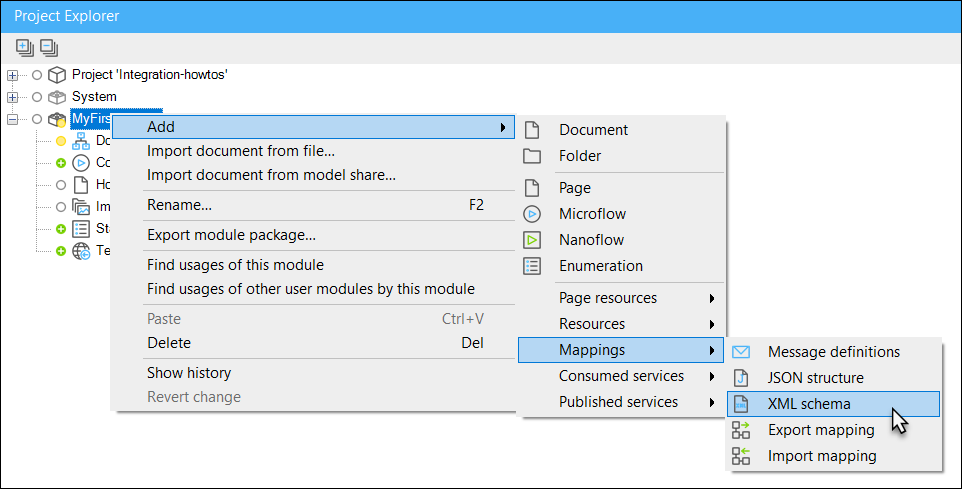 Project Explorer
Project 'Integration-howtos'
System
MyFirs
Do
Co
Ho
Im
St
Te
Add
Import document from file...
Import document from model share...
Rename... F2
Export module package...
Find usages of this module
Find usages of other user modules by this module
Paste Ctrl+V
Delete Del
Show history
Revert change
Document
Folder
Page
Microflow
Nanoflow
Enumeration
Page resources
Resources
Mappings
Consumed services
Published services
Message definitions
JSON structure
XML schema
Export mapping
Import mapping